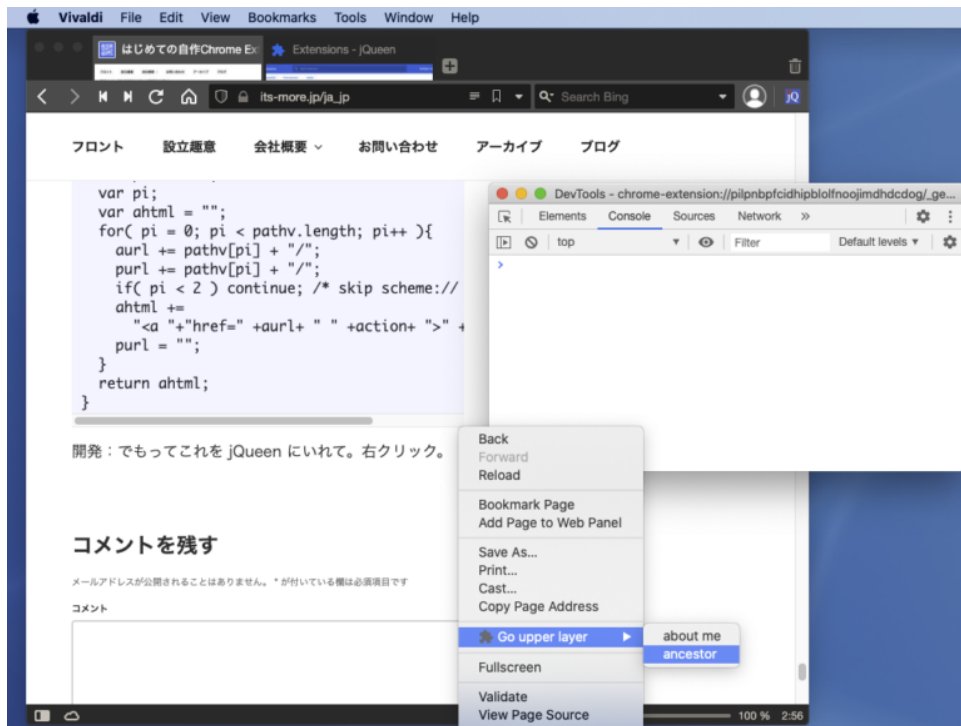 Vivaldi File Edit View Bookmarks Tools Window Help
はじめての自作Chrome Ex
Extensions - jQueen
its-more.jp/ja_jp
Search Bing
jQ
フロント 設立趣意 会社概要 お問い合わせ アーカイブ ブログ
var pi;
var ahtml = "";
for( pi = 0; pi < pathv.length; pi++ ){
aurl += pathv[pi] + "/";
purl += pathv[pi] + "/";
if( pi < 2 ) continue; /* skip scheme://
ahtml +=
"<a "+"href=" +aurl+ " " +action+ ">" +
purl = "";
}
return ahtml;
}
開発：でもってこれを jQueen にいれて。右クリック。
コメントを残す
メールアドレスが公開されることはありません。 * が付いている欄は必須項目です
コメント
DevTools - chrome-extension://pilpnbpfcidhipblolfnoojimdhdcdog/_ge...
Elements Console Sources Network »
top
Filter
Default levels ▼
Back
Forward
Reload
Bookmark Page
Add Page to Web Panel
Save As...
Print...
Cast...
Copy Page Address
Go upper layer
about me
ancestor
Fullscreen
Validate
View Page Source
100 % 2:56